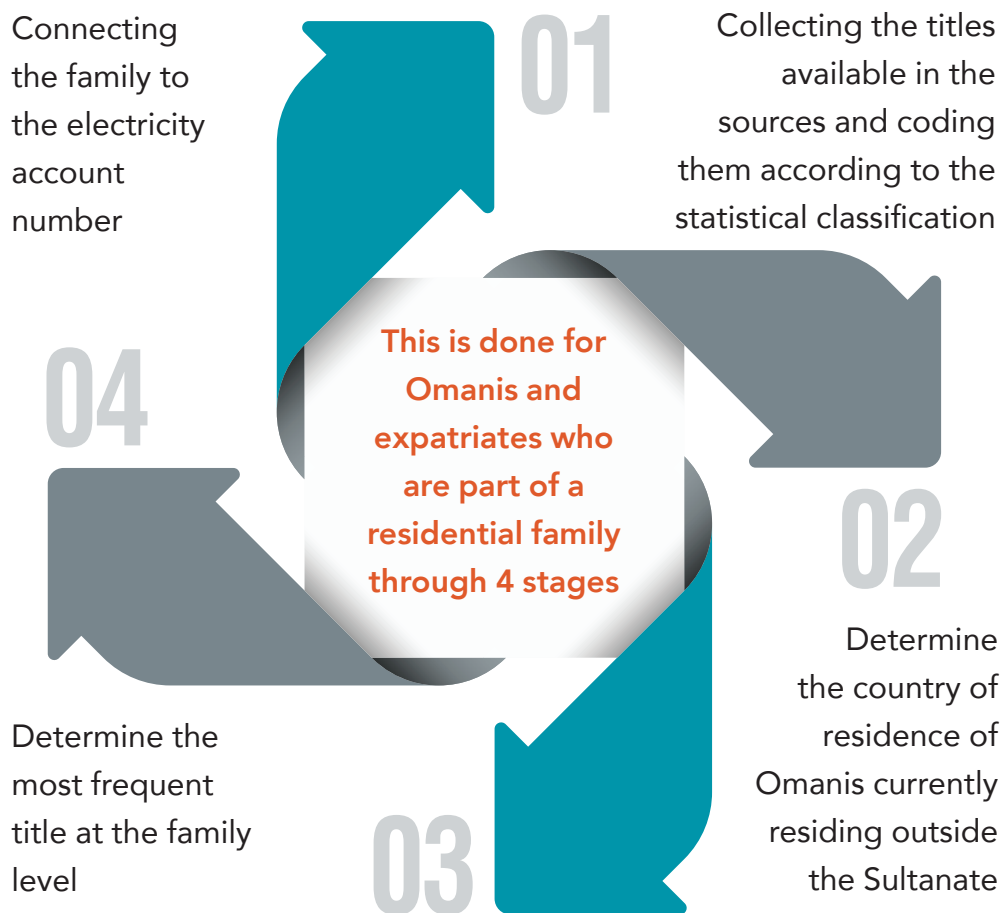 01
Collecting the titles
available in the
sources and coding
them according to the
statistical classification
02
Determine
the country of
residence of
Omanis currently
residing outside
the Sultanate
03
Determine the
most frequent
title at the family
level
04
Connecting
the family to
the electricity
account
number
This is done for
Omanis and
expatriates who
are part of a
residential family
through 4 stages